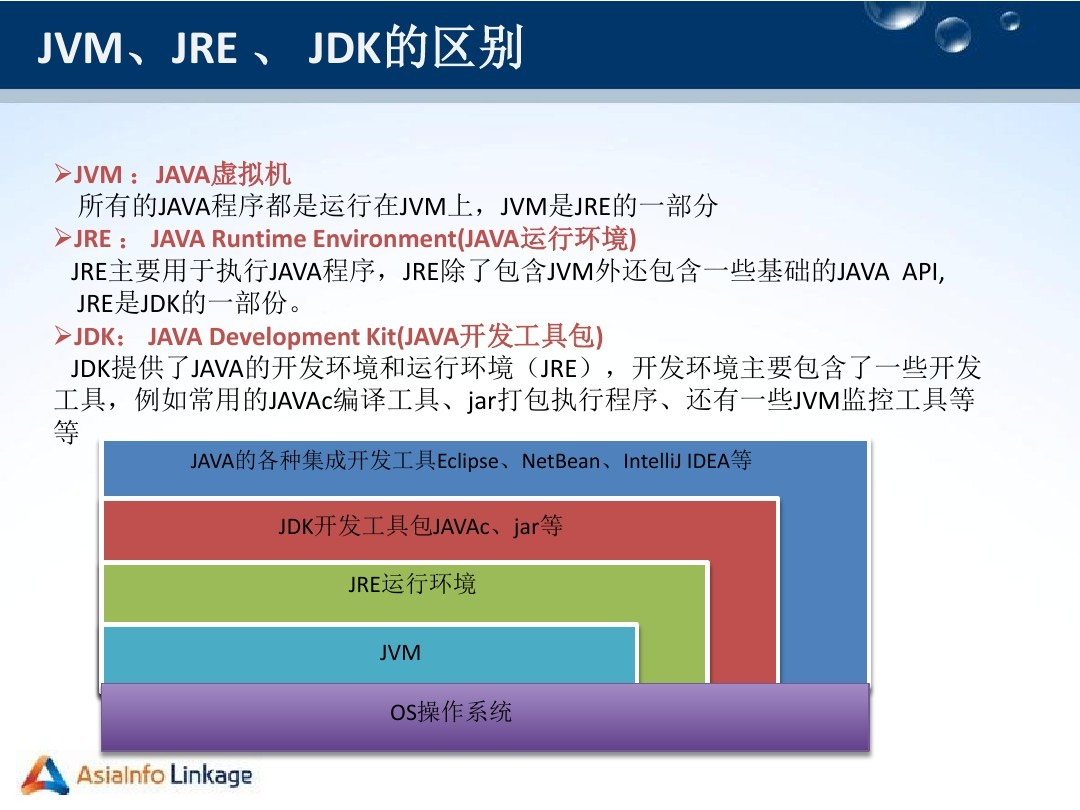 JVM、JRE 、 JDK的区别
➢JVM ： JAVA虚拟机
所有的JAVA程序都是运行在JVM上，JVM是JRE的一部分
➢JRE ： JAVA Runtime Environment(JAVA运行环境)
JRE主要用于执行JAVA程序，JRE除了包含JVM外还包含一些基础的JAVA API,
JRE是JDK的一部份。
➢JDK： JAVA Development Kit(JAVA开发工具包)
JDK提供了JAVA的开发环境和运行环境（JRE），开发环境主要包含了一些开发
工具，例如常用的JAVAc编译工具、jar打包执行程序、还有一些JVM监控工具等
等
JAVA的各种集成开发工具Eclipse、NetBean、IntelliJ IDEA等
JDK开发工具包JAVAc、jar等
JRE运行环境
JVM
OS操作系统
AsiaInfo Linkage